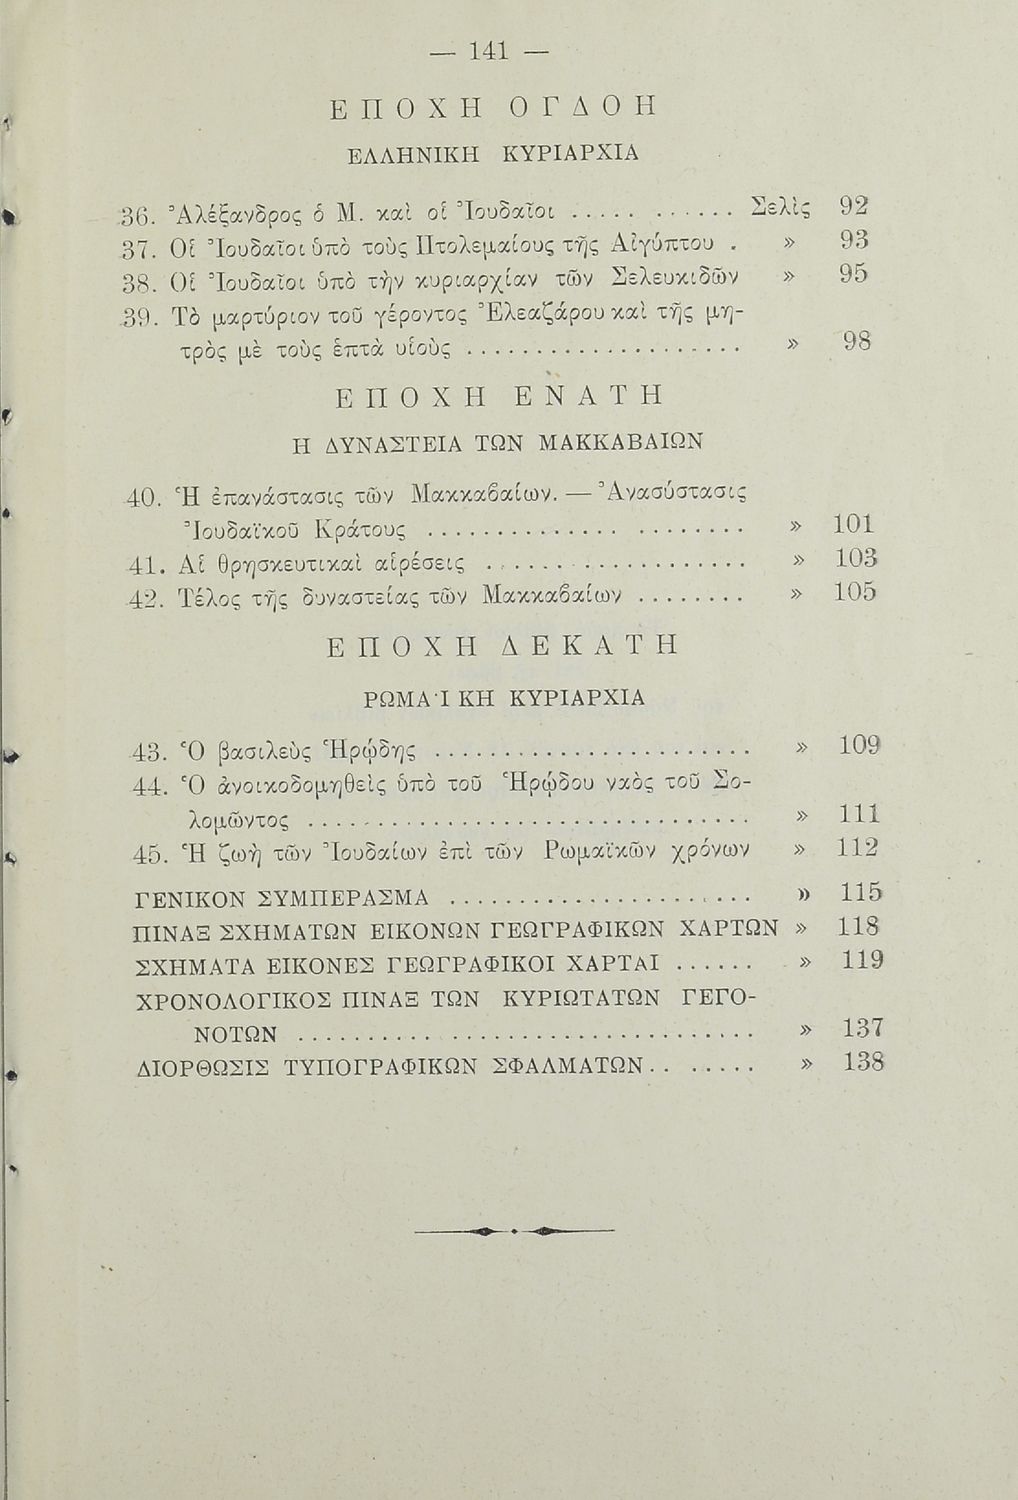 — 141 —
ΕΠΟΧΗ ΟΓΔΟΗ
ΕΛΛΗΝΙΚΗ ΚΥΡΙΑΡΧΙΑ
36. Ἀλέξανδρος ὁ Μ. καὶ οἱ Ἰουδαῖοι ..... ....... Σελὶς 92
37. Οἱ Ἰουδαῖοι ὑπὸ τοὺς Πτολεμαίους τῆς Αἰγύπτου . » 93
38. Οἱ Ἰουδαῖοι ὑπὸ τὴν κυριαρχίαν τῶν Σελευκιδῶν » 95
39. Τὸ μαρτύριον τοῦ γέροντος Ἐλεαζάρου καὶ τῆς μη-
τρὸς μὲ τοὺς ἑπτὰ υἱοὺς ..................... » 98
ΕΠΟΧΗ ΕΝΑΤΗ
Η ΔΥΝΑΣΤΕΙΑ ΤΩΝ ΜΑΚΚΑΒΑΙΩΝ
40. Ἡ ἐπανάστασις τῶν Μακκαβαίων. — Ἀνασύστασις
Ἰουδαϊκοῦ Κράτους ........................ » 101
41. Αἱ θρησκευτικαὶ αἱρέσεις .................... » 103
42. Τέλος τῆς δυναστείας τῶν Μακκαβαίων ........ » 105
ΕΠΟΧΗ ΔΕΚΑΤΗ
ΡΩΜΑ·Ι ΚΗ ΚΥΡΙΑΡΧΙΑ
43. Ὁ βασιλεὺς Ἡρῴδης ........................ » 109
44. Ὁ ἀνοικοδομηθεὶς ὑπὸ τοῦ Ἡρῴδου ναὸς τοῦ Σο-
λομῶντος ................................. » 111
45. Ἡ ζωὴ τῶν Ἰουδαίων ἐπὶ τῶν Ρωμαϊκῶν χρόνων » 112
ΓΕΝΙΚΟΝ ΣΥΜΠΕΡΑΣΜΑ ....................... » 115
ΠΙΝΑΞ ΣΧΗΜΑΤΩΝ ΕΙΚΟΝΩΝ ΓΕΩΓΡΑΦΙΚΩΝ ΧΑΡΤΩΝ » 118
ΣΧΗΜΑΤΑ ΕΙΚΟΝΕΣ ΓΕΩΓΡΑΦΙΚΟΙ ΧΑΡΤΑΙ ...... » 119
ΧΡΟΝΟΛΟΓΙΚΟΣ ΠΙΝΑΞ ΤΩΝ ΚΥΡΙΩΤΑΤΩΝ ΓΕΓΟ-
ΝΟΤΩΝ .................................. » 137
ΔΙΟΡΘΩΣΙΣ ΤΥΠΟΓΡΑΦΙΚΩΝ ΣΦΑΛΜΑΤΩΝ.. ...... » 138